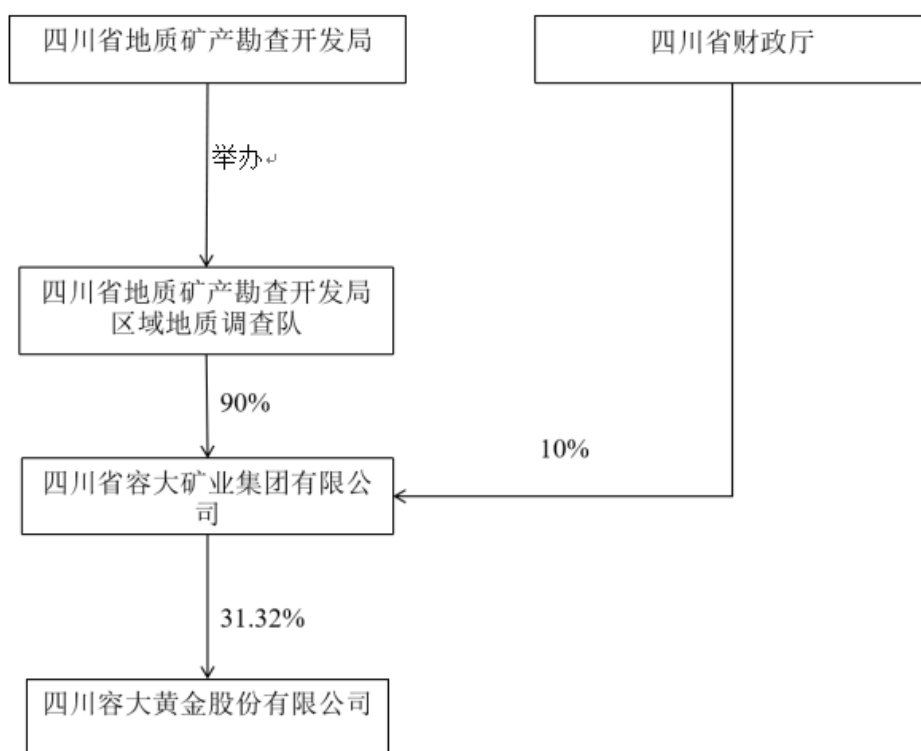 四川省地质矿产勘查开发局
四川省财政厅
举办
四川省地质矿产勘查开发局
区域地质调查队
90%
10%
四川省容大矿业集团有限公
司
31.32%
四川容大黄金股份有限公司